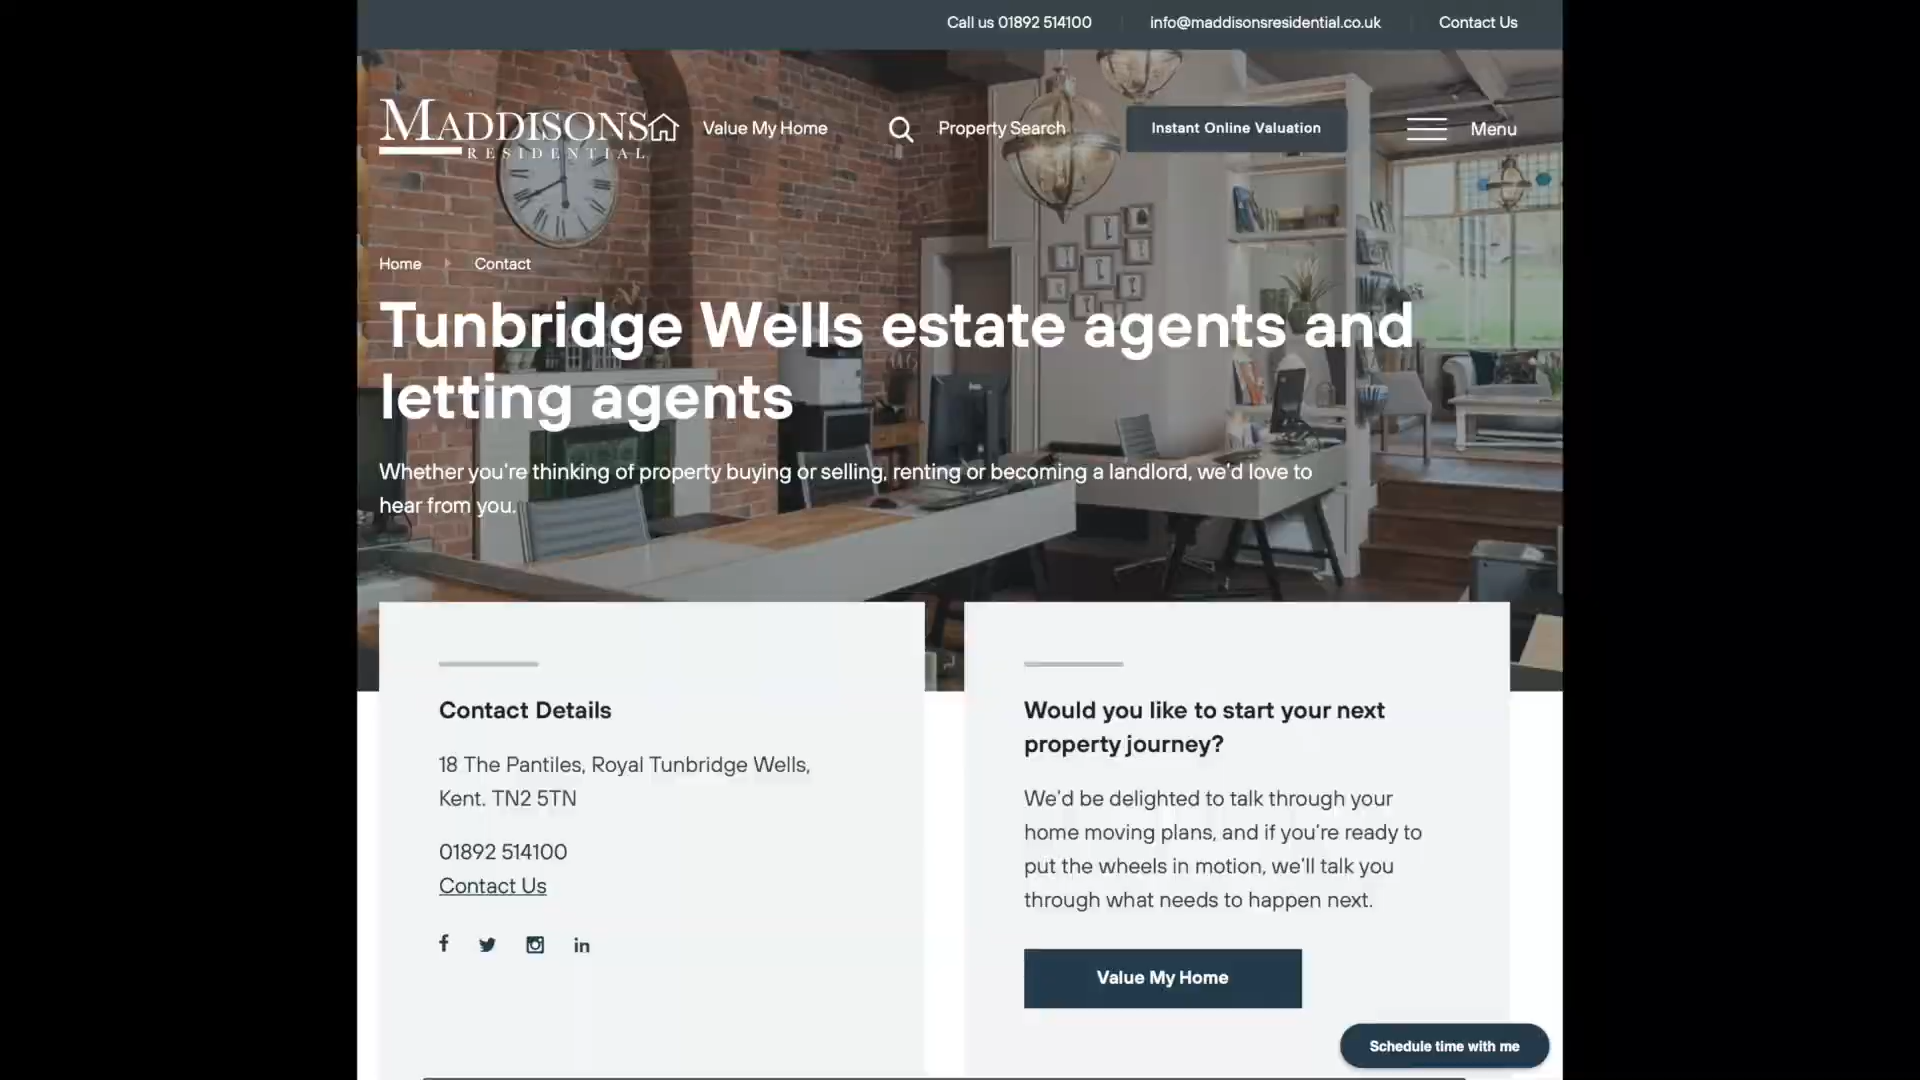 Call us 01892 514100
info@maddisonsresidential.co.uk
Contact Us
MADDISONS
RESIDENTIAL
Value My Home
Property Search
Instant Online Valuation
Menu
Home
Contact
Tunbridge Wells estate agents and
letting agents
Whether you're thinking of property buying or selling, renting or becoming a landlord, we'd love to
hear from you.
Contact Details
18 The Pantiles, Royal Tunbridge Wells,
Kent. TN2 5TN
01892 514100
Contact Us
Would you like to start your next
property journey?
We'd be delighted to talk through your
home moving plans, and if you're ready to
put the wheels in motion, we'll talk you
through what needs to happen next.
Value My Home
Schedule time with me